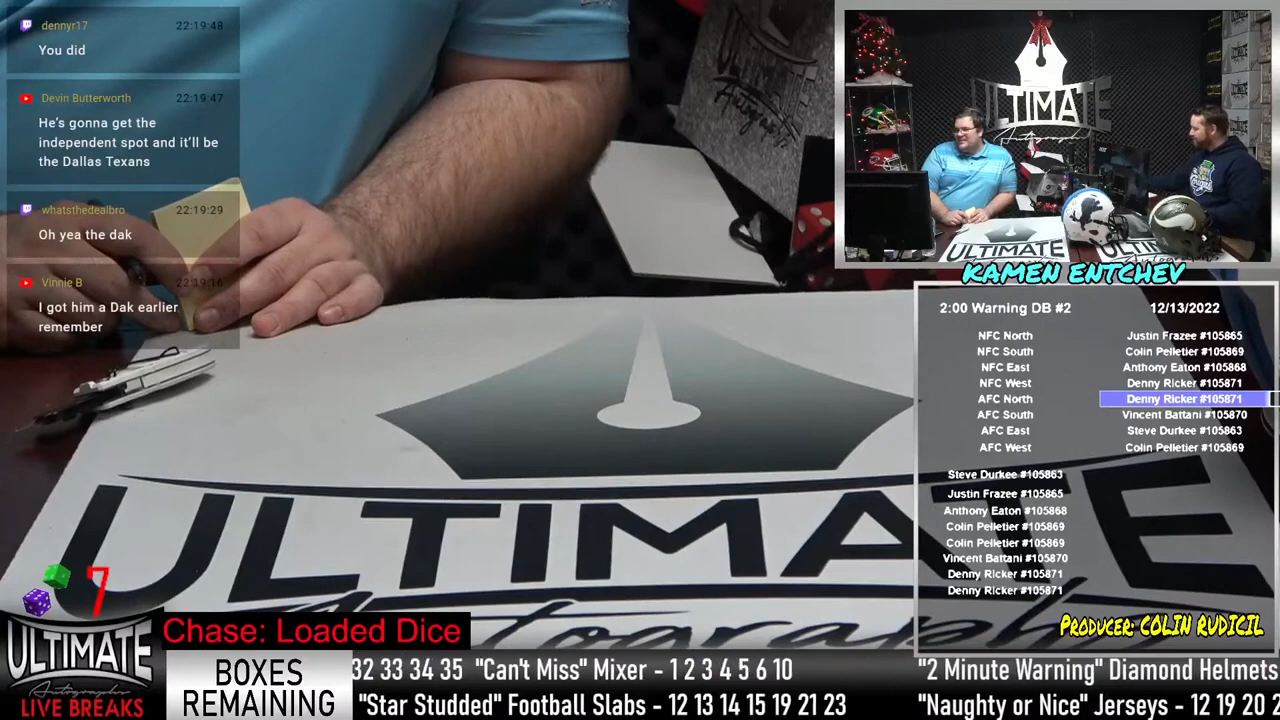 dennyr17 22:19:48
You did
Devin Butterworth 22:19:47
He's gonna get the
independent spot and it'll be
the Dallas Texans
whatsthedealbro 22:19:29
Oh yea the dak
Vinnie B 22:19:16
I got him a Dak earlier
remember
ULTIMATE
Autographs
KAMEN ENTCHEV
2:00 Warning DB #2 12/13/2022
NFC North Justin Frazee #105865
NFC South Colin Pelletier #105869
NFC East Anthony Eaton #105868
NFC West Denny Ricker #105871
AFC North Denny Ricker #105871
AFC South Vincent Battani #105870
AFC East Steve Durkee #105863
AFC West Colin Pelletier #105869
Steve Durkee #105863
Justin Frazee #105865
Anthony Eaton #105868
Colin Pelletier #105869
Colin Pelletier #105869
Vincent Battani #105870
Denny Ricker #105871
Denny Ricker #105871
PRODUCER: COLIN RUDICIL
ULTIMATE
Autographs
7
Chase: Loaded Dice
ULTIMATE
Autographs
LIVE BREAKS
BOXES
REMAINING
32 33 34 35 "Can't Miss" Mixer - 1 2 3 4 5 6 10 "2 Minute Warning" Diamond Helmets
"Star Studded" Football Slabs - 12 13 14 15 19 21 23 "Naughty or Nice" Jerseys - 12 19 20